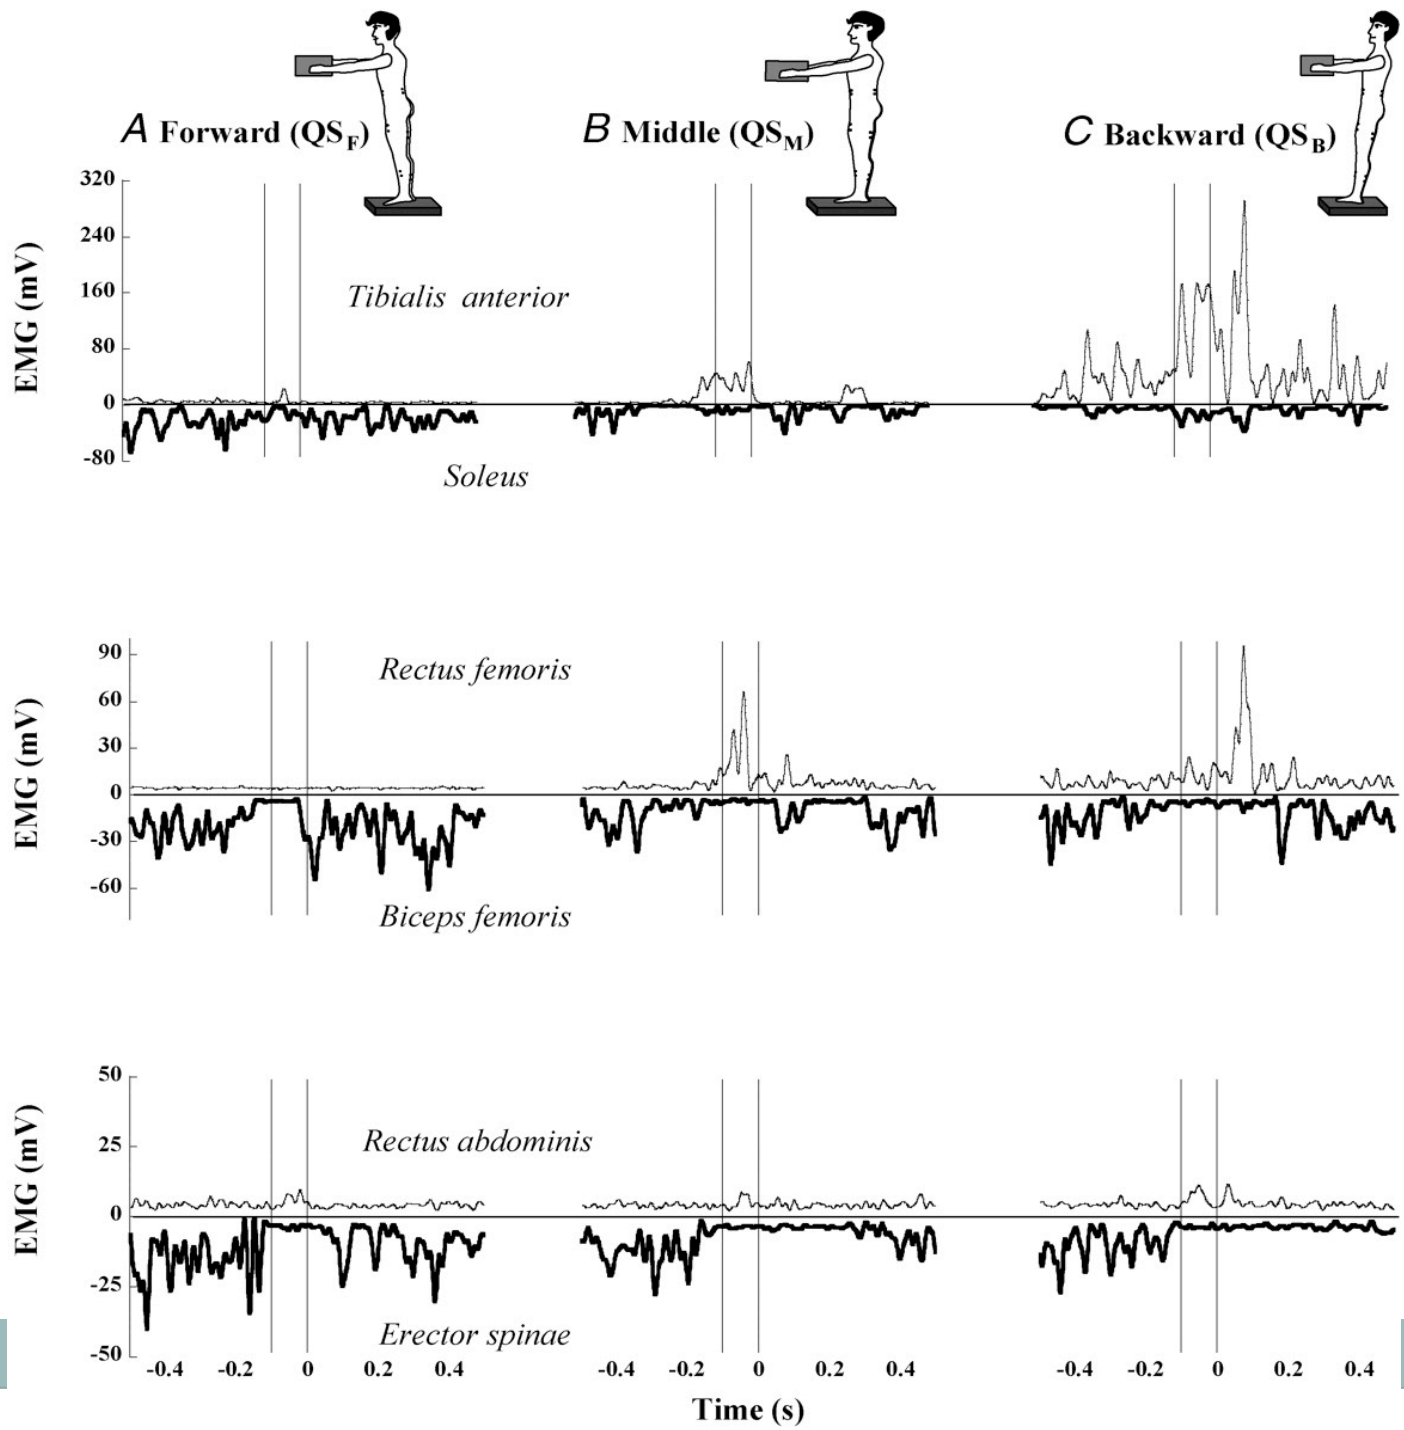 A Forward (QSF)
B Middle (QSM)
C Backward (QSB)
EMG (mV)
320
240
160
80
0
-80
Tibialis anterior
Soleus
EMG (mV)
90
60
30
0
-30
-60
Rectus femoris
Biceps femoris
EMG (mV)
50
25
0
-25
-50
Rectus abdominis
Erector spinae
-0.4 -0.2 0 0.2 0.4 -0.4 -0.2 0 0.2 0.4 -0.4 -0.2 0 0.2 0.4
Time (s)